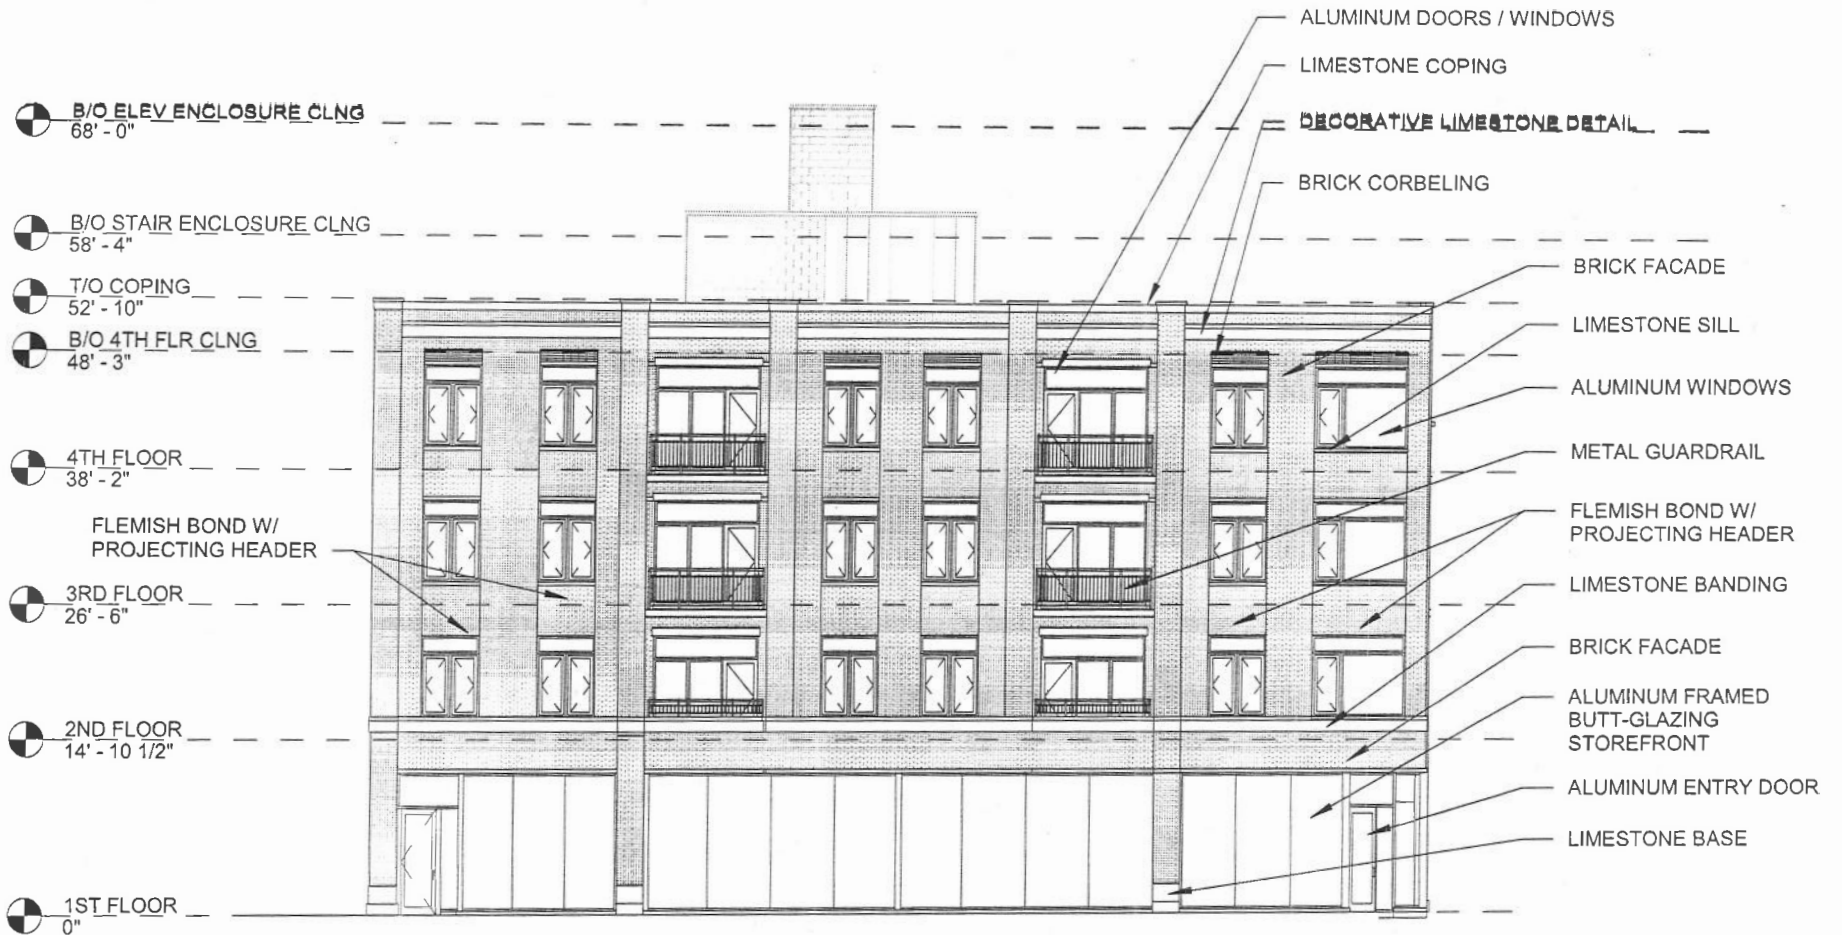 B/O ELEV ENCLOSURE CLNG
68' - 0"
B/O STAIR ENCLOSURE CLNG
58' - 4"
T/O COPING
52' - 10"
B/O 4TH FLR CLNG
48' - 3"
4TH FLOOR
38' - 2"
FLEMISH BOND W/
PROJECTING HEADER
3RD FLOOR
26' - 6"
2ND FLOOR
14' - 10 1/2"
1ST FLOOR
0"
ALUMINUM DOORS / WINDOWS
LIMESTONE COPING
DECORATIVE LIMESTONE DETAIL
BRICK CORBELING
BRICK FACADE
LIMESTONE SILL
ALUMINUM WINDOWS
METAL GUARDRAIL
FLEMISH BOND W/
PROJECTING HEADER
LIMESTONE BANDING
BRICK FACADE
ALUMINUM FRAMED
BUTT-GLAZING
STOREFRONT
ALUMINUM ENTRY DOOR
LIMESTONE BASE